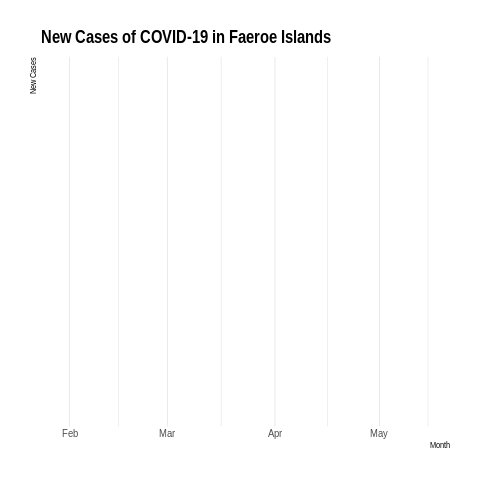 New Cases of COVID-19 in Faeroe Islands
New Cases
Feb Mar Apr May
Month